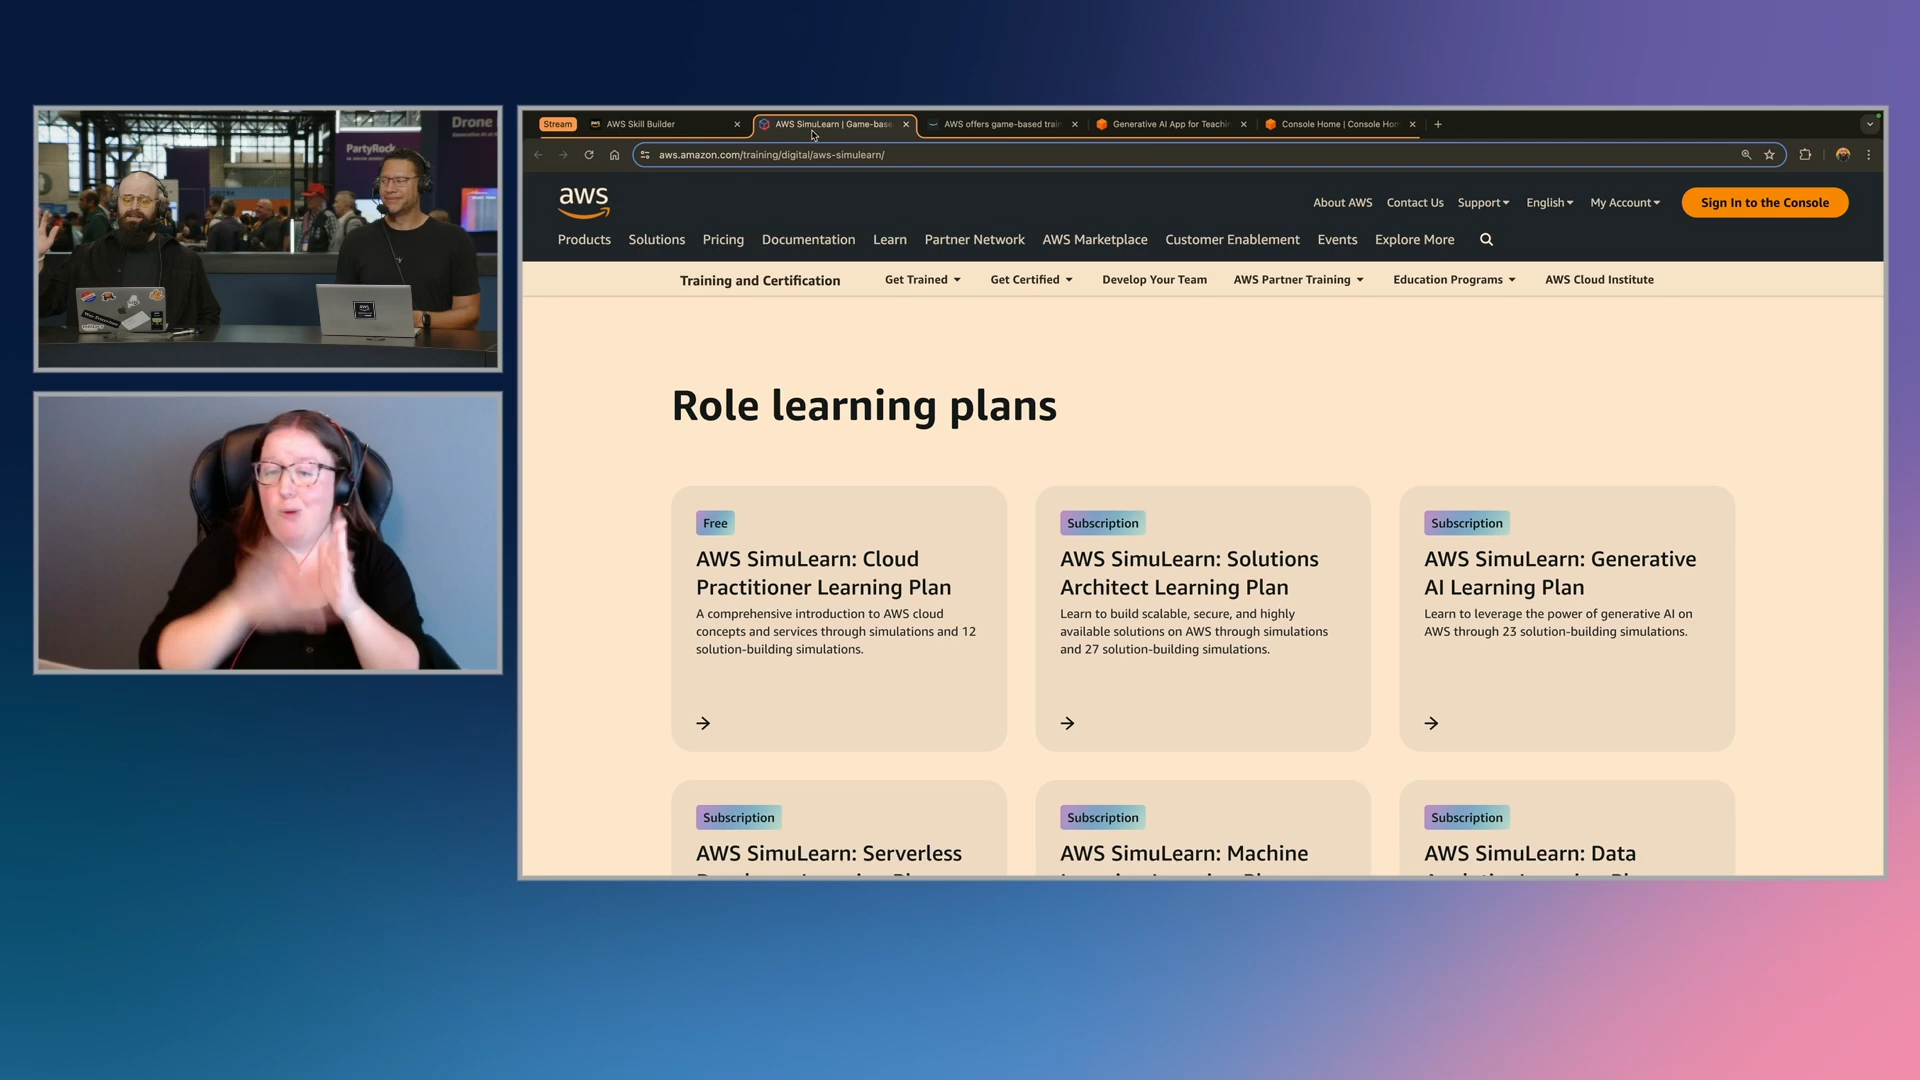 Drone
PartyRock
aws
Stream
AWS Skill Builder
AWS SimuLearn | Game-base
AWS offers game-based train
Generative AI App for Teachin
Console Home | Console Hom
aws.amazon.com/training/digital/aws-simulearn/
aws
About AWS
Contact Us
Support
English
My Account
Sign In to the Console
Products
Solutions
Pricing
Documentation
Learn
Partner Network
AWS Marketplace
Customer Enablement
Events
Explore More
Training and Certification
Get Trained
Get Certified
Develop Your Team
AWS Partner Training
Education Programs
AWS Cloud Institute
Role learning plans
Free
AWS SimuLearn: Cloud
Practitioner Learning Plan
A comprehensive introduction to AWS cloud
concepts and services through simulations and 12
solution-building simulations.
Subscription
AWS SimuLearn: Solutions
Architect Learning Plan
Learn to build scalable, secure, and highly
available solutions on AWS through simulations
and 27 solution-building simulations.
Subscription
AWS SimuLearn: Generative
AI Learning Plan
Learn to leverage the power of generative AI on
AWS through 23 solution-building simulations.
Subscription
AWS SimuLearn: Serverless
Subscription
AWS SimuLearn: Machine
Subscription
AWS SimuLearn: Data